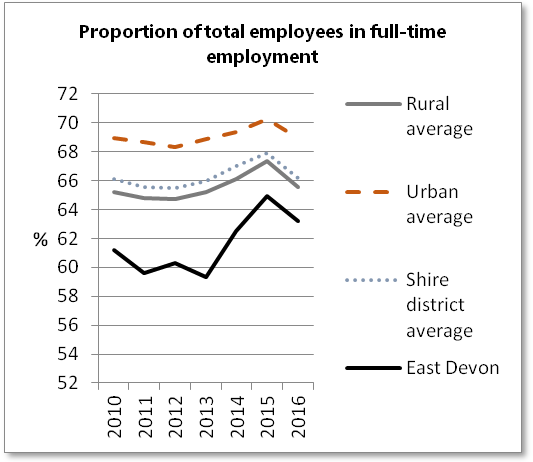 Proportion of total employees in full-time
employment
72
70
68
66
64
62
60
58
56
54
52
%
2010
2011
2012
2013
2014
2015
2016
Rural
average
Urban
average
Shire
district
average
East Devon